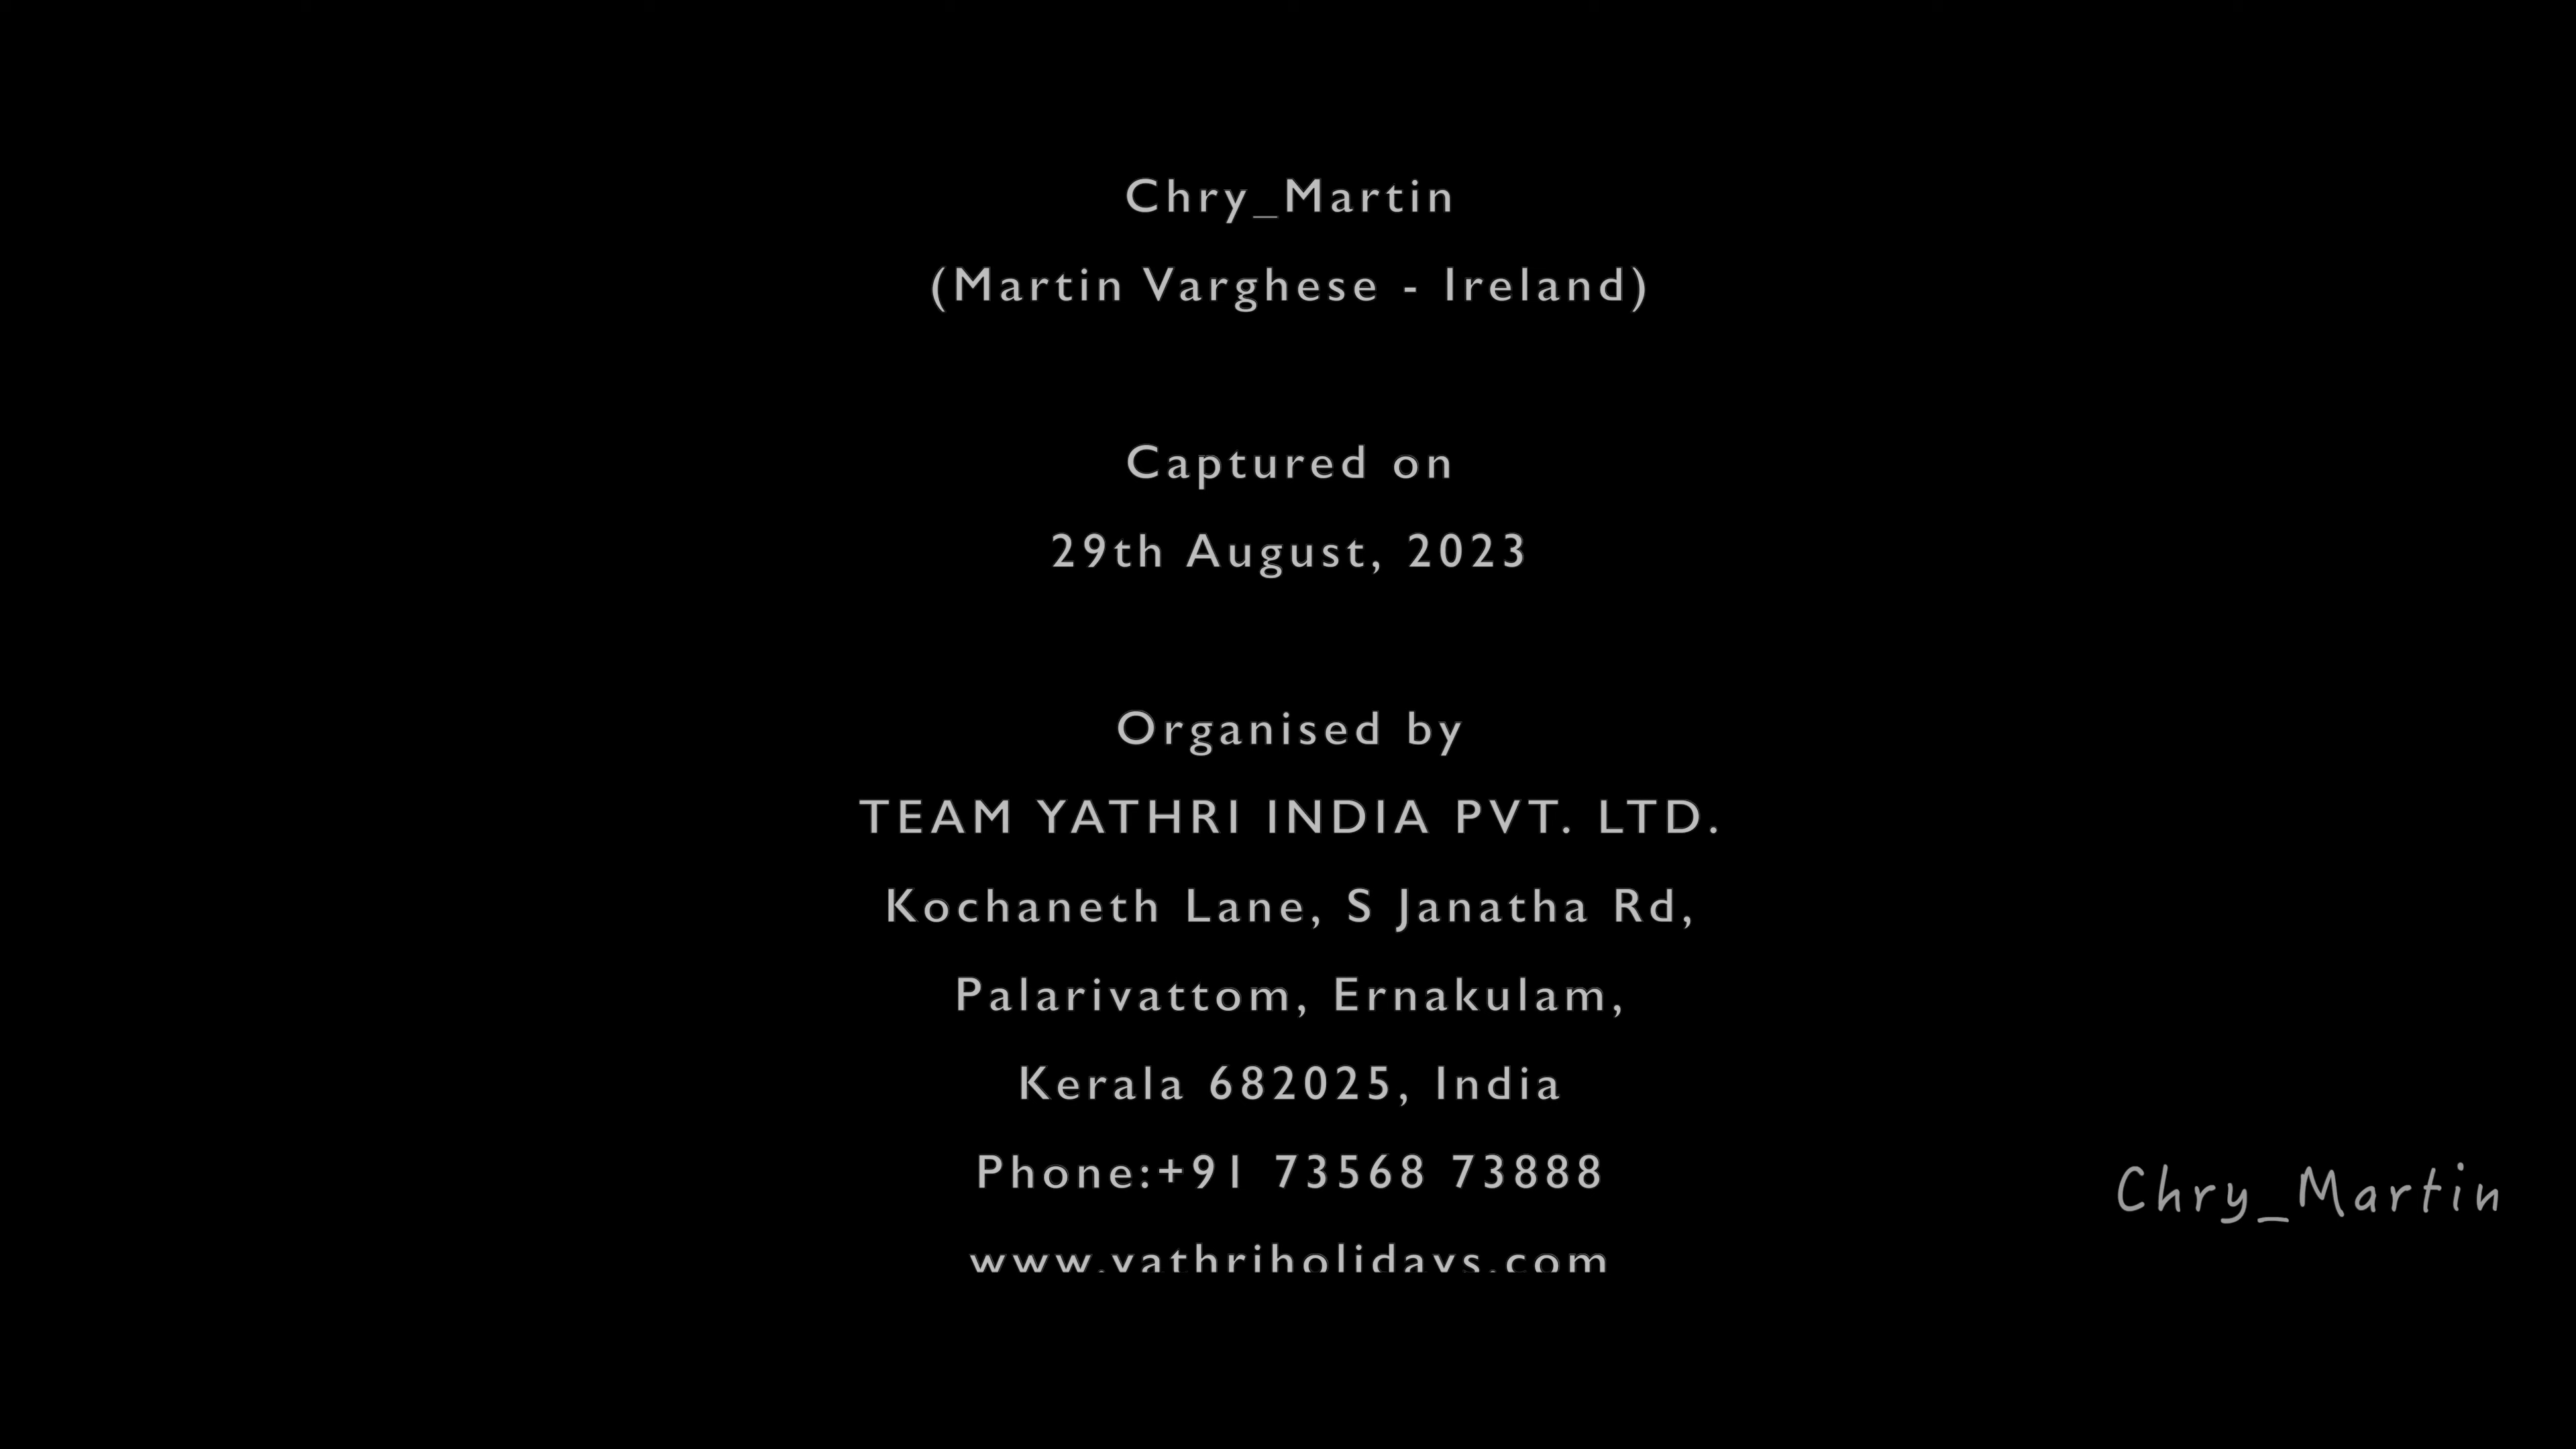 Chry_Martin
(Martin Varghese - Ireland)
Captured on
29th August, 2023
Organised by
TEAM YATHRI INDIA PVT. LTD.
Kochaneth Lane, S Janatha Rd,
Palarivattom, Ernakulam,
Kerala 682025, India
Phone:+91 73568 73888
www.yathriholidays.com
Chry_Martin